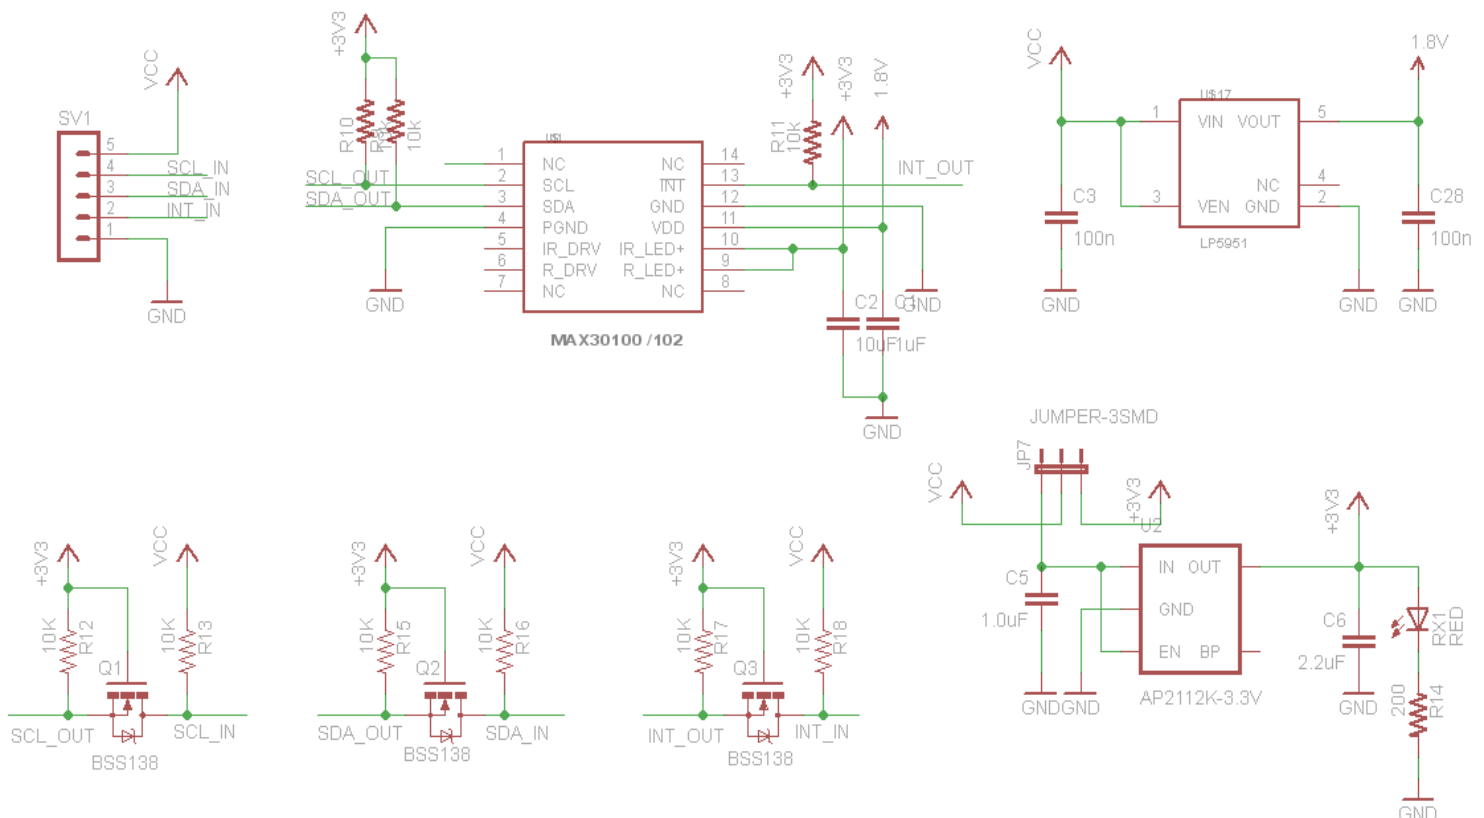 VCC
SV1
5
4
3
2
1
SCL_IN
SDA_IN
INT_IN
GND
+3V3
R10
10K
SCL_OUT
SDA_OUT
1
2
3
4
5
6
7
NC
SCL
SDA
PGND
IR_DRV
R_DRV
NC
NC
INT
GND
VDD
IR_LED+
R_LED+
NC
14
13
12
11
10
9
8
MAX30100 /102
GND
+3V3
+3V3
1.8V
R11
10k
INT_OUT
GND
C2
10uF
1uF
GND
VCC
C3
100n
GND
1
3
VIN VOUT
NC
VEN GND
5
4
2
LP5951
GND
1.8V
C28
100n
GND
+3V3
10K
R12
Q1
VCC
10K
R13
SCL_OUT
SCL_IN
BSS138
+3V3
10K
R15
Q2
VCC
10K
R16
SDA_OUT
SDA_IN
BSS138
+3V3
10K
R17
Q3
VCC
10K
R18
INT_OUT
INT_IN
BSS138
JUMPER-3SMD
JP7
VCC
+3V3
U2
C5
1.0uF
IN OUT
GND
EN BP
AP2112K-3.3V
GND
GND
+3V3
C6
2.2uF
GND
RX1
RED
200
R14
GND